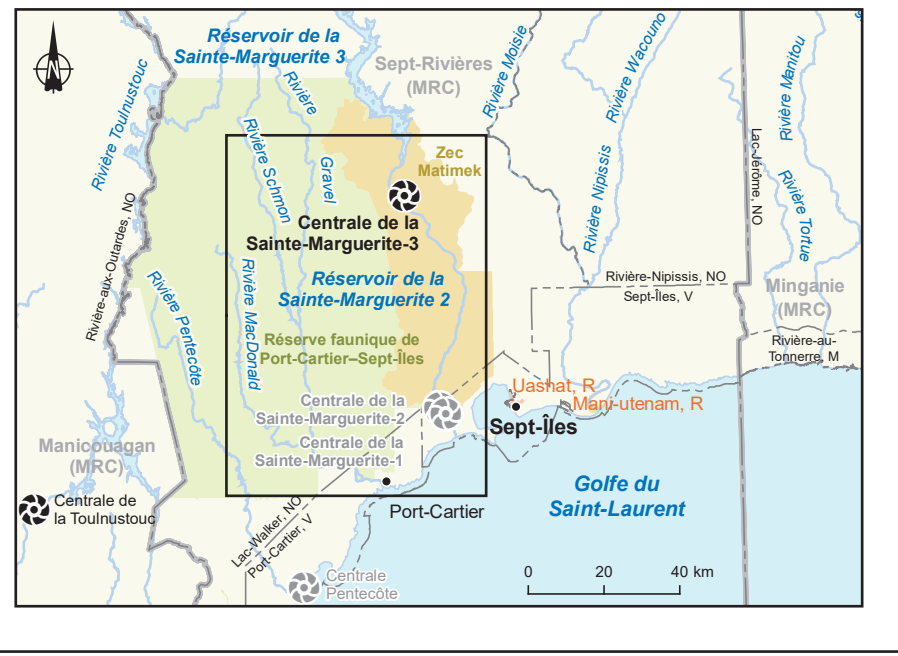 Réservoir de la
Sainte-Marguerite 3
Sept-Rivières
(MRC)
Rivière Moisie
Rivière Wacouno
Rivière Manitou
Rivière Toulnustouc
Rivière
Gravel
Rivière Schmon
Zec
Matimek
Rivière Nipissis
Lac-Jérôme, NO
Rivière Tortue
Rivière-aux-Outardes, NO
Centrale de la
Sainte-Marguerite-3
Réservoir de la
Sainte-Marguerite 2
Rivière Pentecôte
Rivière MacDonald
Rivière-Nipissis, NO
Sept-Îles, V
Minganie
(MRC)
Rivière-au-
Tonnerre, M
Réserve faunique de
Port-Cartier–Sept-Îles
Uashat, R
Mani-utenam, R
Centrale de la
Sainte-Marguerite-2
Sept-Îles
Centrale de la
Sainte-Marguerite-1
Manicouagan
(MRC)
Centrale de
la Toulnustouc
Golfe du
Saint-Laurent
Port-Cartier
Lac-Walker, NO
Port-Cartier, V
Centrale
Pentecôte
0 20 40 km